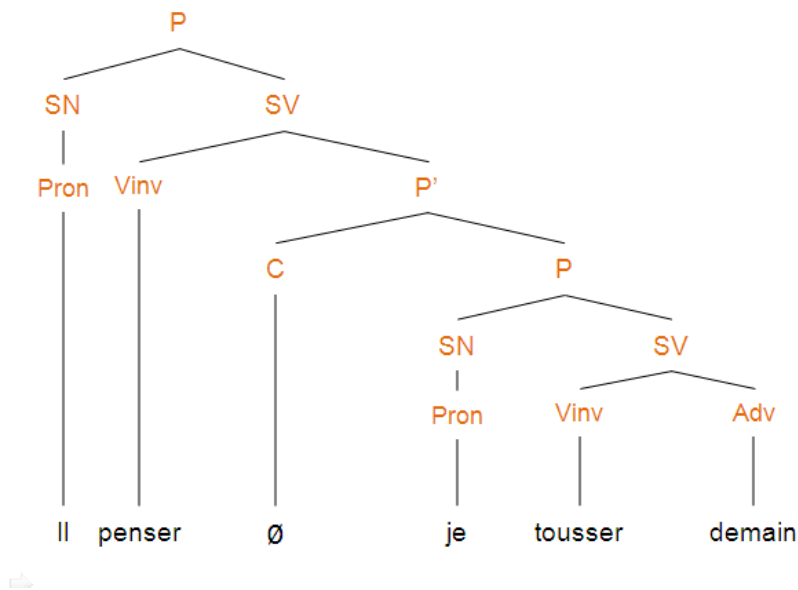 P
SN SV
Pron Vinv P'
C P
SN SV
Pron Vinv Adv
Il penser Ø je tousser demain